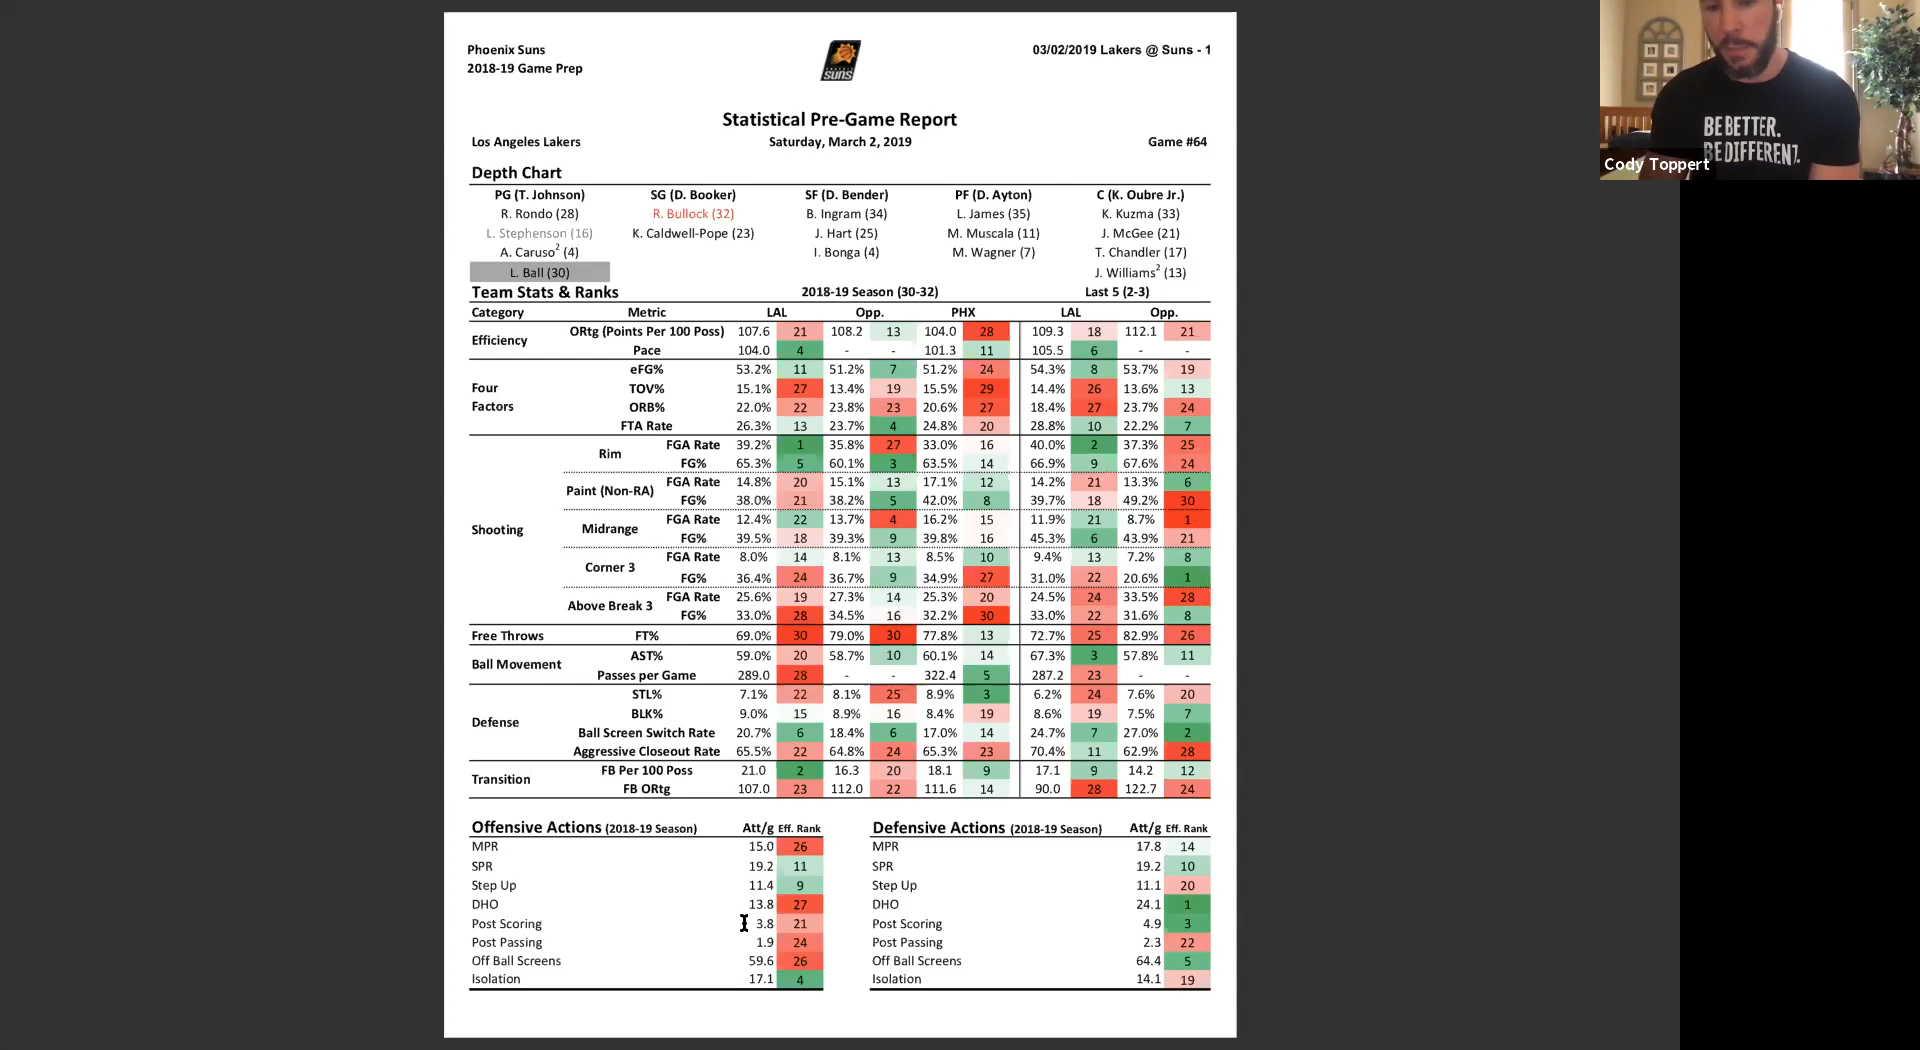 Phoenix Suns
2018-19 Game Prep
SUNS
03/02/2019 Lakers @ Suns - 1
Statistical Pre-Game Report
Los Angeles Lakers Saturday, March 2, 2019 Game #64
Depth Chart
PG (T. Johnson) SG (D. Booker) SF (D. Bender) PF (D. Ayton) C (K. Oubre Jr.)
R. Rondo (28) R. Bullock (32) B. Ingram (34) L. James (35) K. Kuzma (33)
L. Stephenson (16) K. Caldwell-Pope (23) J. Hart (25) M. Muscala (11) J. McGee (21)
A. Caruso² (4) I. Bonga (4) M. Wagner (7) T. Chandler (17)
L. Ball (30) J. Williams² (13)
Team Stats & Ranks 2018-19 Season (30-32) Last 5 (2-3)
Category Metric LAL Opp. PHX LAL Opp.
Efficiency
ORtg (Points Per 100 Poss) 107.6 21 108.2 13 104.0 28 109.3 18 112.1 21
Pace 104.0 4 - - 101.3 11 105.5 6 - -
Four Factors
eFG% 53.2% 11 51.2% 7 51.2% 24 54.3% 8 53.7% 19
TOV% 15.1% 27 13.4% 19 15.5% 29 14.4% 26 13.6% 13
ORB% 22.0% 22 23.8% 23 20.6% 27 18.4% 27 23.7% 24
FTA Rate 26.3% 13 23.7% 4 24.8% 20 28.8% 10 22.2% 7
Shooting
Rim
FGA Rate 39.2% 1 35.8% 27 33.0% 16 40.0% 2 37.3% 25
FG% 65.3% 5 60.1% 3 63.5% 14 66.9% 9 67.6% 24
Paint (Non-RA)
FGA Rate 14.8% 20 15.1% 13 17.1% 12 14.2% 21 13.3% 6
FG% 38.0% 21 38.2% 5 42.0% 8 39.7% 18 49.2% 30
Midrange
FGA Rate 12.4% 22 13.7% 4 16.2% 15 11.9% 21 8.7% 1
FG% 39.5% 18 39.3% 9 39.8% 16 45.3% 6 43.9% 21
Corner 3
FGA Rate 8.0% 14 8.1% 13 8.5% 10 9.4% 13 7.2% 8
FG% 36.4% 24 36.7% 9 34.9% 27 31.0% 22 20.6% 1
Above Break 3
FGA Rate 25.6% 19 27.3% 14 25.3% 20 24.5% 24 33.5% 28
FG% 33.0% 28 34.5% 16 32.2% 30 33.0% 22 31.6% 8
Free Throws FT% 69.0% 30 79.0% 30 77.8% 13 72.7% 25 82.9% 26
Ball Movement
AST% 59.0% 20 58.7% 10 60.1% 14 67.3% 3 57.8% 11
Passes per Game 289.0 28 - - 322.4 5 287.2 23 - -
Defense
STL% 7.1% 22 8.1% 25 8.9% 3 6.2% 24 7.6% 20
BLK% 9.0% 15 8.9% 16 8.4% 19 8.6% 19 7.5% 7
Ball Screen Switch Rate 20.7% 6 18.4% 6 17.0% 14 24.7% 7 27.0% 2
Aggressive Closeout Rate 65.5% 22 64.8% 24 65.3% 23 70.4% 11 62.9% 28
Transition
FB Per 100 Poss 21.0 2 16.3 20 18.1 9 17.1 9 14.2 12
FB ORtg 107.0 23 112.0 22 111.6 14 90.0 28 122.7 24
Offensive Actions (2018-19 Season) Att/g Eff. Rank
MPR 15.0 26
SPR 19.2 11
Step Up 11.4 9
DHO 13.8 27
Post Scoring 3.8 21
Post Passing 1.9 24
Off Ball Screens 59.6 26
Isolation 17.1 4
Defensive Actions (2018-19 Season) Att/g Eff. Rank
MPR 17.8 14
SPR 19.2 10
Step Up 11.1 20
DHO 24.1 1
Post Scoring 4.9 3
Post Passing 2.3 22
Off Ball Screens 64.4 5
Isolation 14.1 19
BE BETTER.
BE DIFFERENT.
Cody Toppert